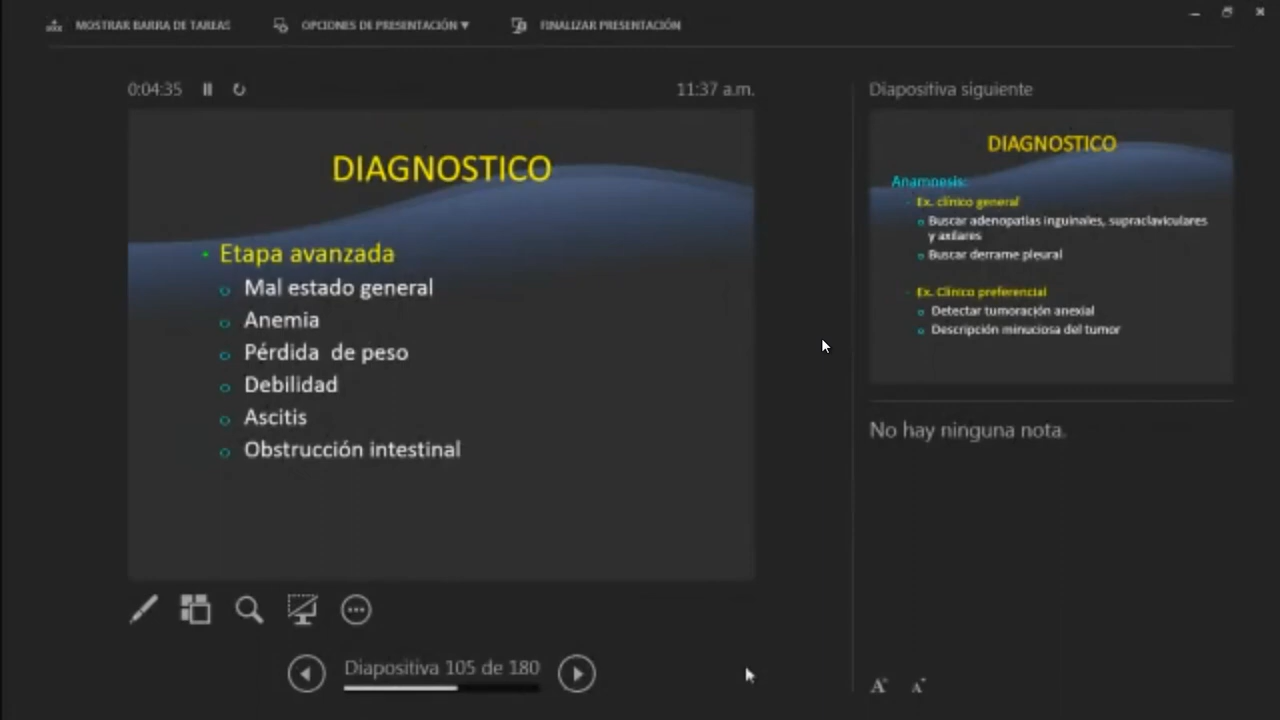 MOSTRAR BARRA DE TAREAS
OPCIONES DE PRESENTACIÓN ▼
FINALIZAR PRESENTACIÓN
0:04:35
11:37 a.m.
DIAGNOSTICO
Etapa avanzada
Mal estado general
Anemia
Pérdida de peso
Debilidad
Ascitis
Obstrucción intestinal
Diapositiva 105 de 180
Diapositiva siguiente
DIAGNOSTICO
Anamnesis:
Ex. clínico general
Buscar adenopatías inguinales, supraclaviculares
y axilares
Buscar derrame pleural
Ex. Clínico preferencial
Detectar tumoración anexial
Descripción minuciosa del tumor
No hay ninguna nota.
A A